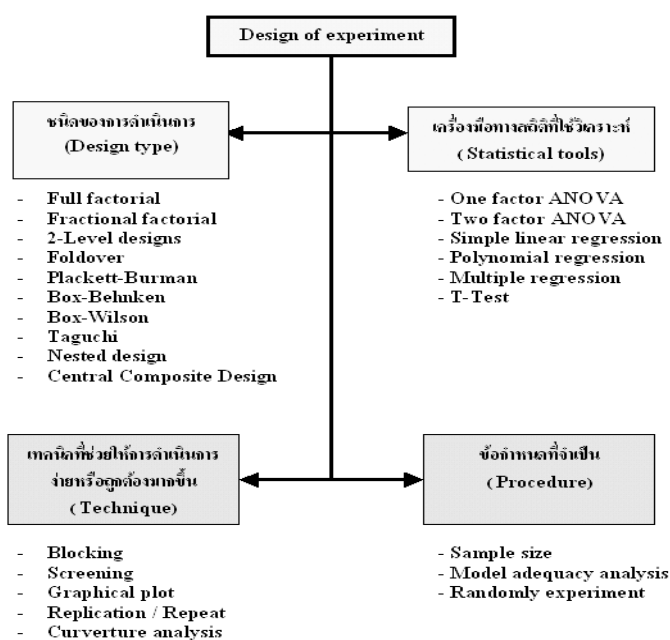 Design of experiment
ชนิดของการดำเนินการ
(Design type)
- Full factorial
- Fractional factorial
- 2-Level designs
- Foldover
- Plackett-Burman
- Box-Behnken
- Box-Wilson
- Taguchi
- Nested design
- Central Composite Design
เครื่องมือทางสถิติที่ใช้วิเคราะห์
( Statistical tools)
- One factor ANOVA
- Two factor ANOVA
- Simple linear regression
- Polynomial regression
- Multiple regression
- T-Test
เทคนิคที่ช่วยให้การดำเนินการ
ง่ายหรือถูกต้องมากขึ้น
( Technique)
- Blocking
- Screening
- Graphical plot
- Replication / Repeat
- Curverture analysis
ข้อกำหนดที่จำเป็น
(Procedure)
- Sample size
- Model adequacy analysis
- Randomly experiment